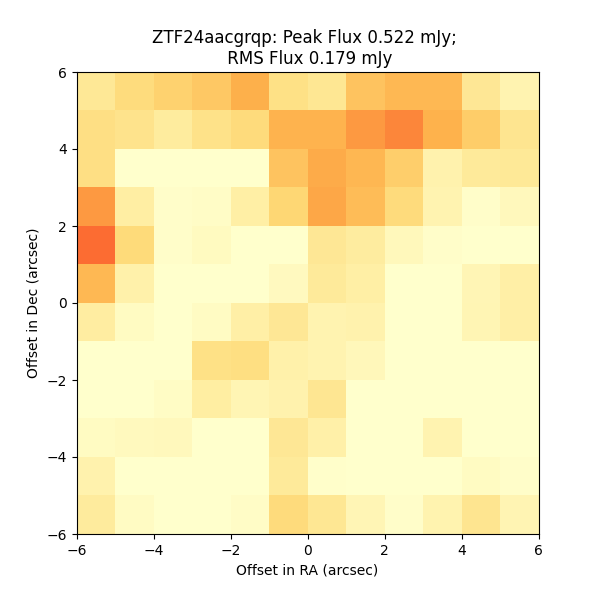 ZTF24aacgrqp: Peak Flux 0.522 mJy;
RMS Flux 0.179 mJy
6
4
2
0
−2
−4
−6
Offset in Dec (arcsec)
−6 −4 −2 0 2 4 6
Offset in RA (arcsec)